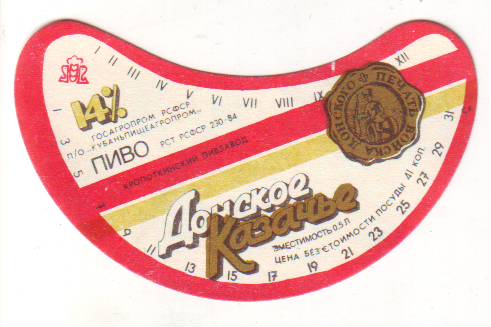 I II III IV V VI VII VIII IX X XI XII
14%
ГОСАГРОПРОМ РСФСР
П/О „КУБАНЬПИЩЕАГРОПРОМ"
ПИВО РСТ РСФСР 230-84
КРОПОТКИНСКИЙ ПИВЗАВОД
ПЕЧАТЬ ВОЙСКА ДОНСКОГО
Донское
Казачье
ВМЕСТИМОСТЬ 0,5 Л
ЦЕНА БЕЗ СТОИМОСТИ ПОСУДЫ 41 КОП.
1 3 5 7 9 11 13 15 17 19 21 23 25 27 29 31